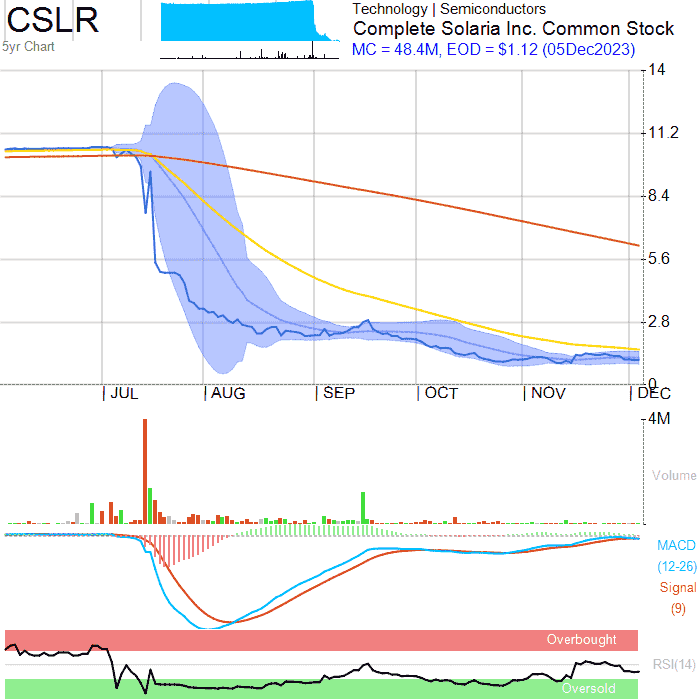 CSLR
5yr Chart
Technology | Semiconductors
Complete Solaria Inc. Common Stock
MC = 48.4M, EOD = $1.12 (05Dec2023)
14
11.2
8.4
5.6
2.8
0
JUL AUG SEP OCT NOV DEC
4M
Volume
MACD
(12-26)
Signal
(9)
Overbought
RSI(14)
Oversold